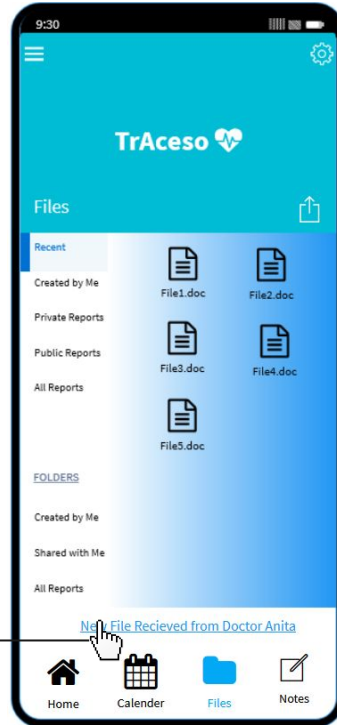 9:30
TrAceso
Files
Recent
Created by Me
Private Reports
Public Reports
All Reports
File1.doc
File2.doc
File3.doc
File4.doc
File5.doc
FOLDERS
Created by Me
Shared with Me
All Reports
New File Recieved from Doctor Anita
Home
Calender
Files
Notes